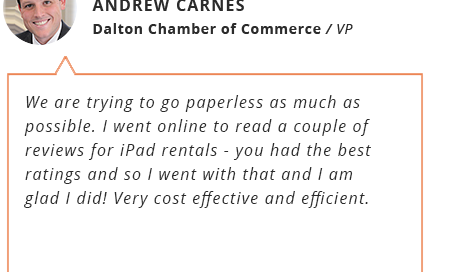 ANDREW CARNES
Dalton Chamber of Commerce / VP
We are trying to go paperless as much as
possible. I went online to read a couple of
reviews for iPad rentals - you had the best
ratings and so I went with that and I am
glad I did! Very cost effective and efficient.